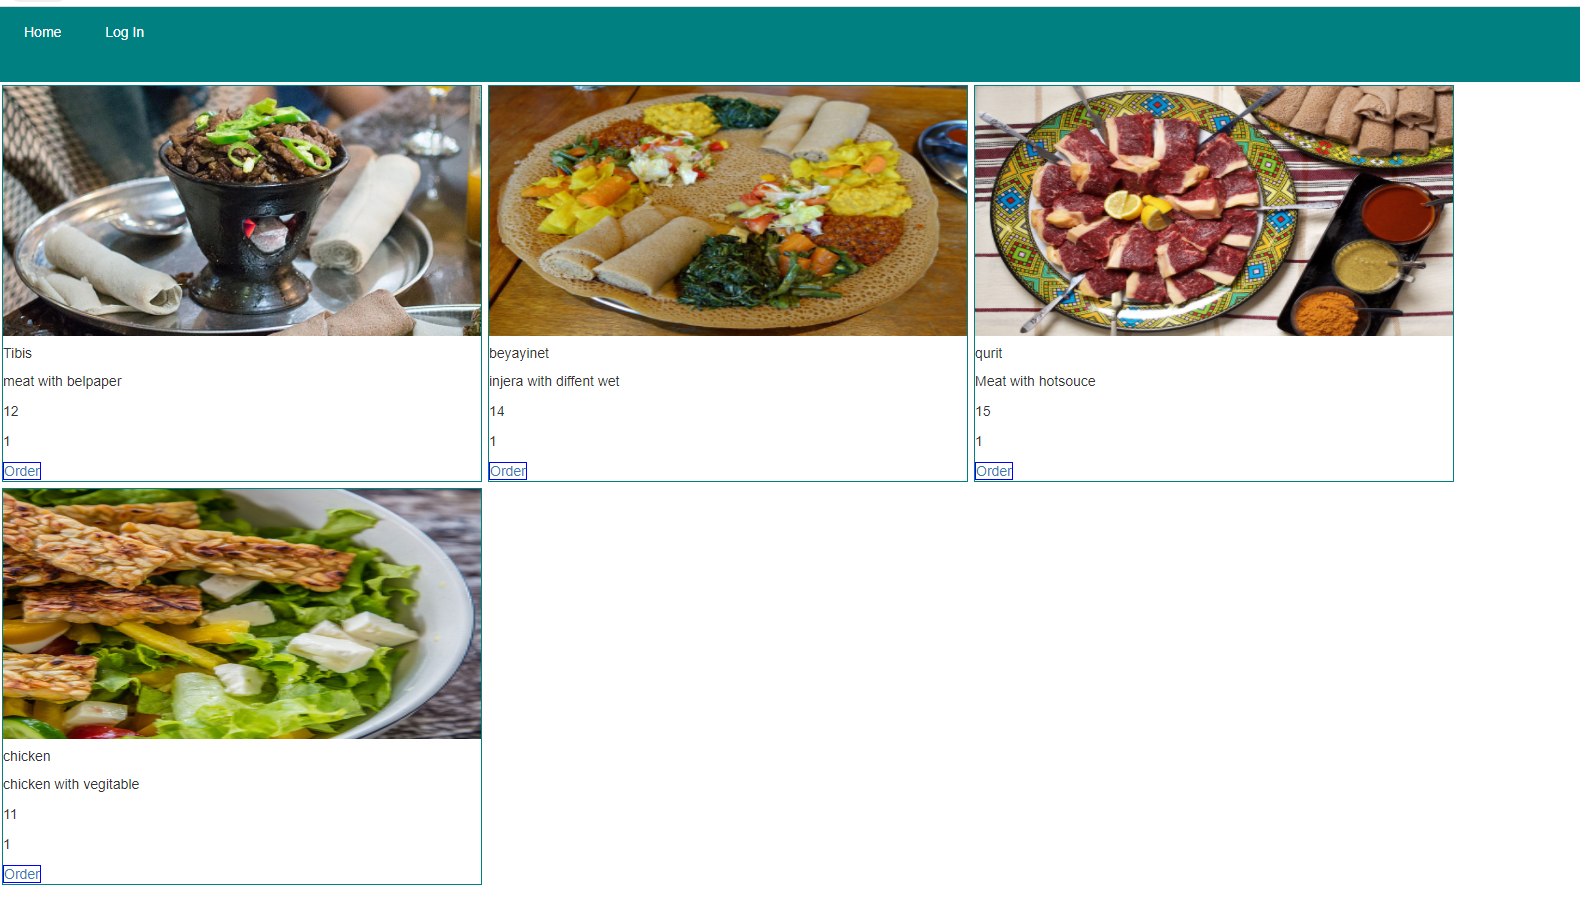 Home Log In
Tibis
meat with belpaper
12
1
Order
beyayinet
injera with diffent wet
14
1
Order
qurit
Meat with hotsouce
15
1
Order
chicken
chicken with vegitable
11
1
Order